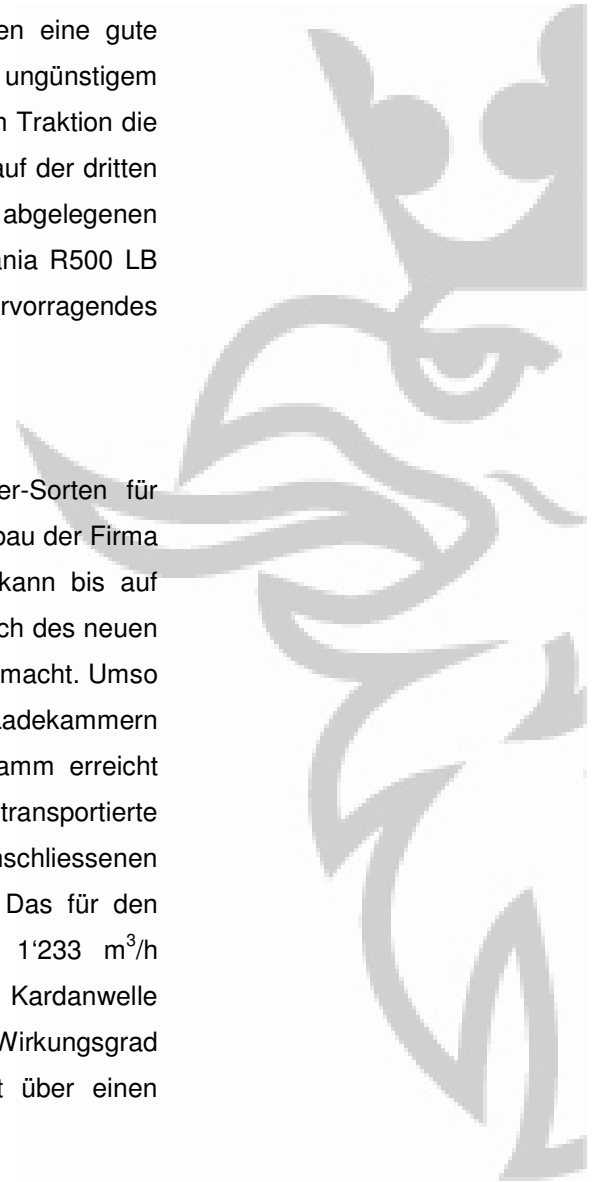 en eine gute
ungünstigem
n Traktion die
auf der dritten
abgelegenen
ania R500 LB
rvorragendes
er-Sorten für
bau der Firma
kann bis auf
ch des neuen
macht. Umso
adekammern
amm erreicht
transportierte
nschliessenen
Das für den
1‘233 m³/h
Kardanwelle
Wirkungsgrad
t über einen